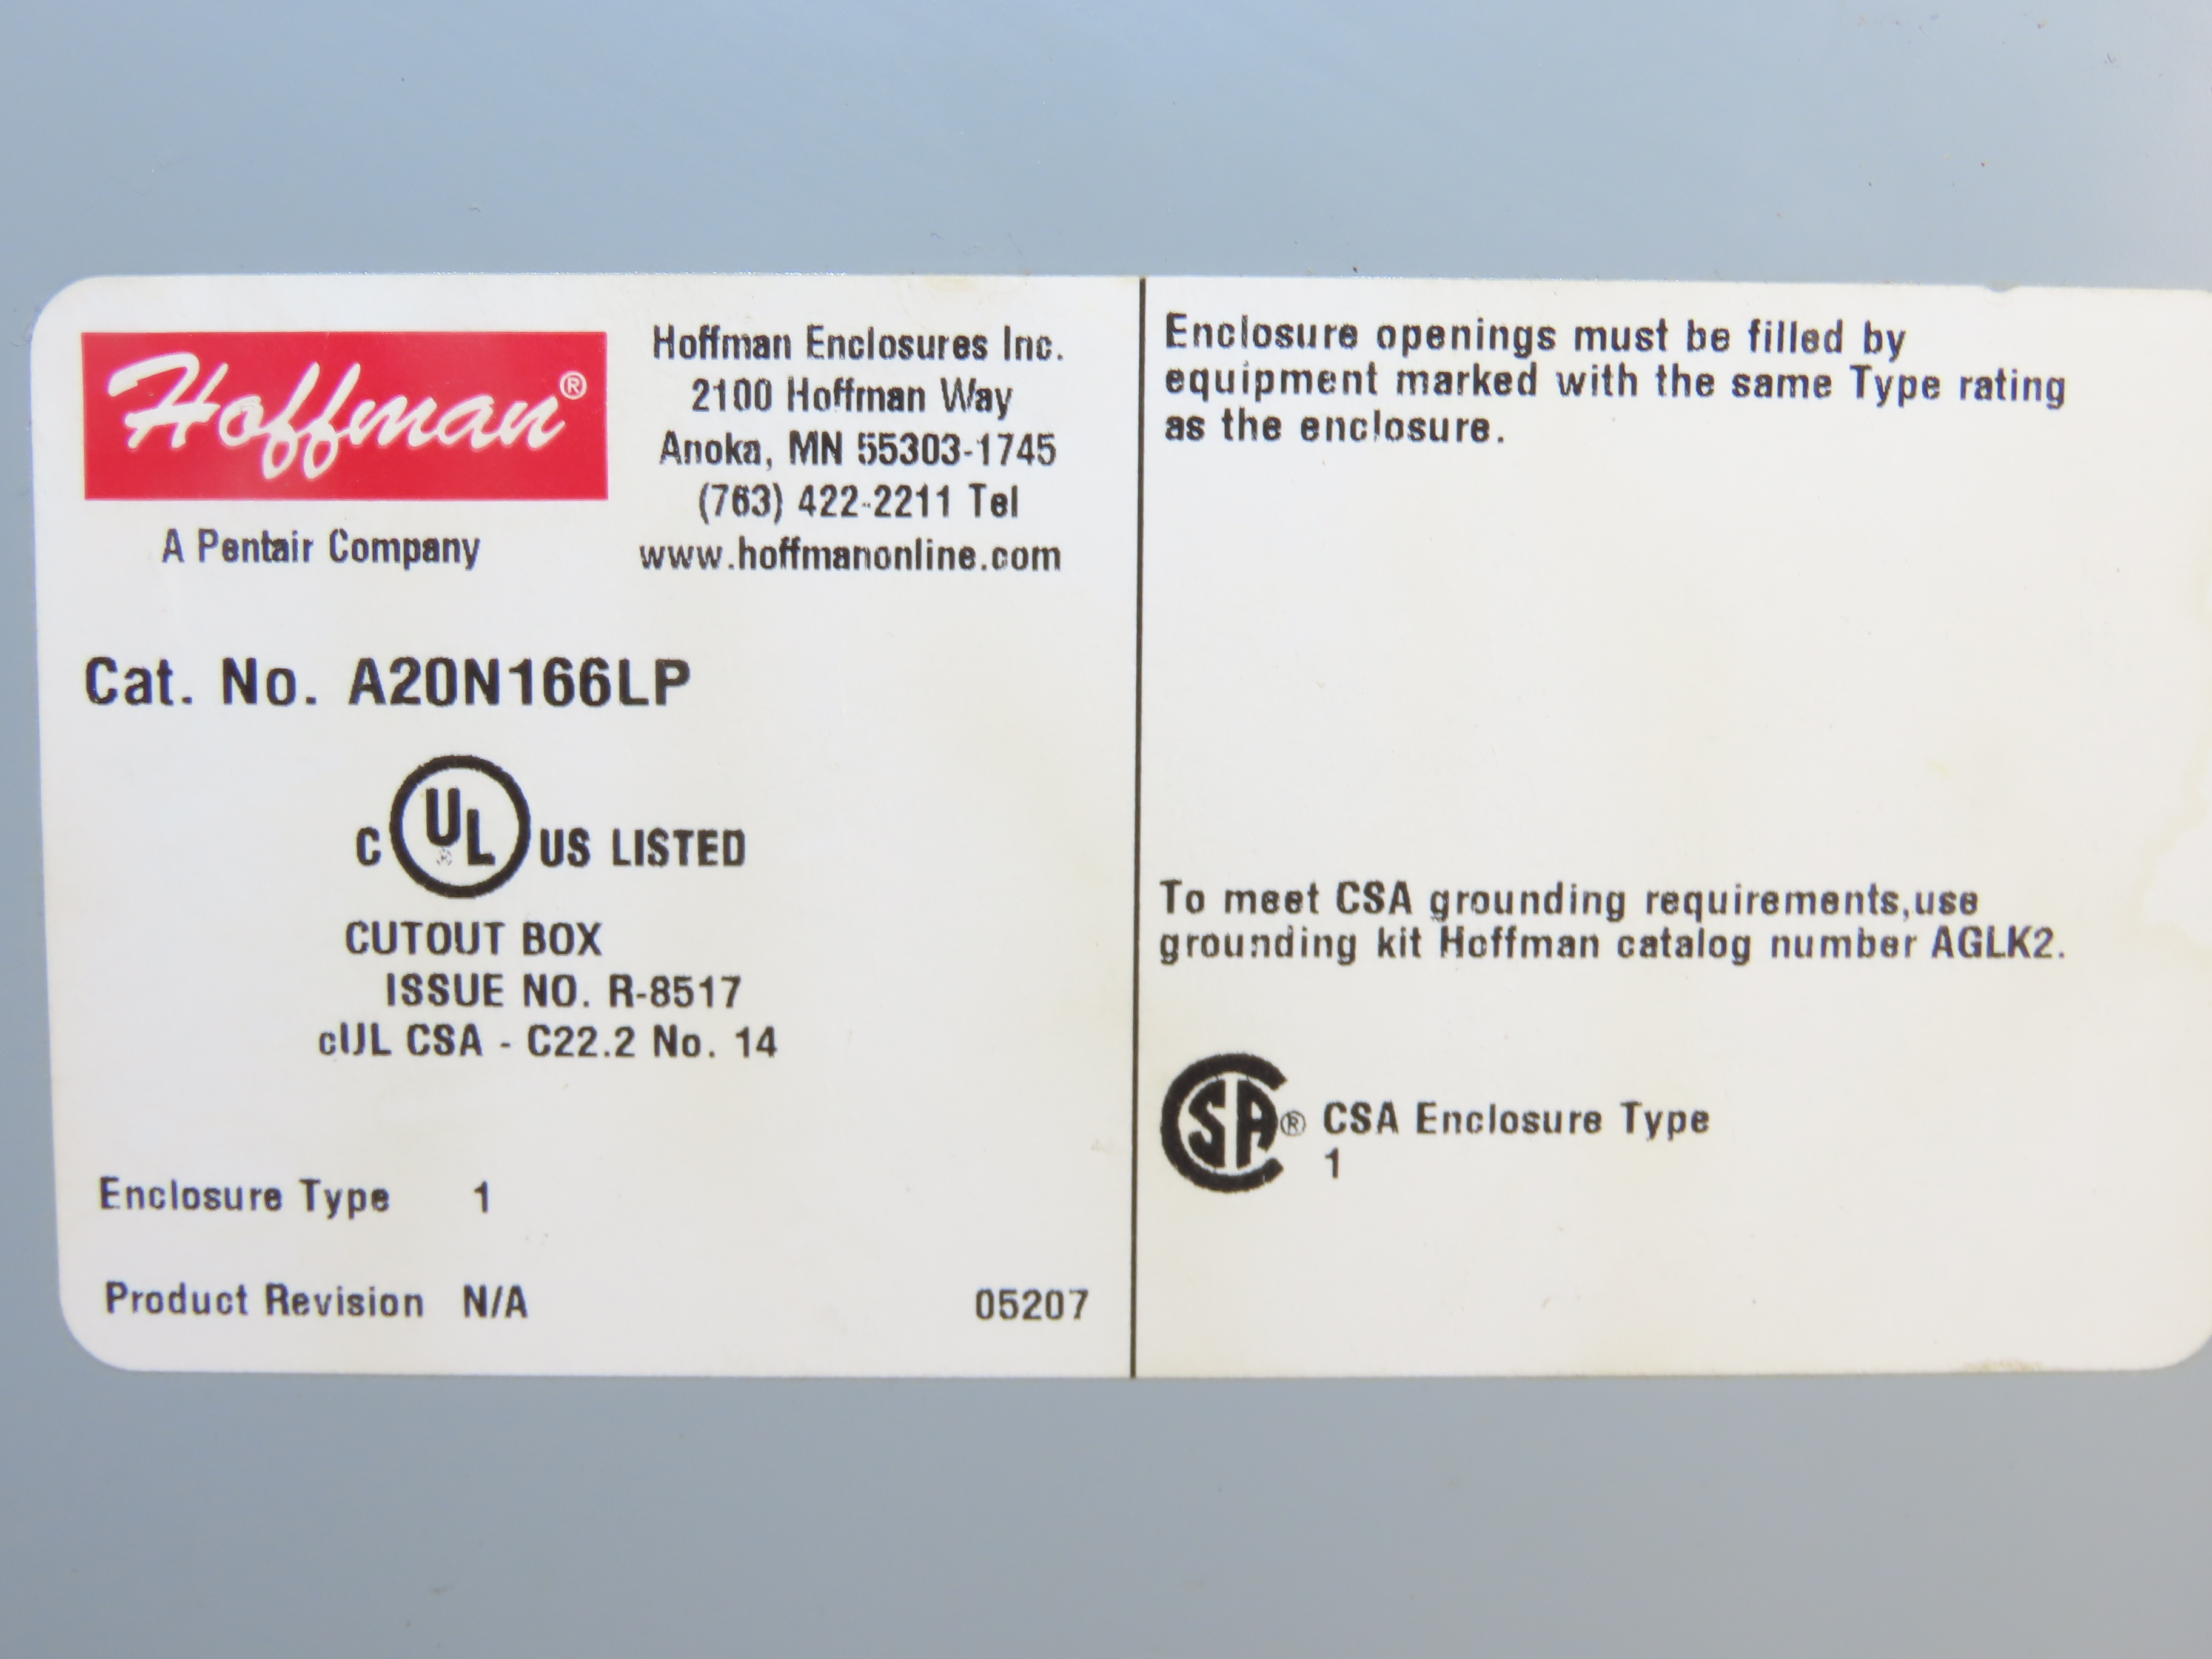 Hoffman®
A Pentair Company
Hoffman Enclosures Inc.
2100 Hoffman Way
Anoka, MN 55303-1745
(763) 422-2211 Tel
www.hoffmanonline.com
Cat. No. A20N166LP
C UL US LISTED
CUTOUT BOX
ISSUE NO. R-8517
cUL CSA - C22.2 No. 14
Enclosure Type 1
Product Revision N/A
05207
Enclosure openings must be filled by
equipment marked with the same Type rating
as the enclosure.
To meet CSA grounding requirements,use
grounding kit Hoffman catalog number AGLK2.
CSA® CSA Enclosure Type
1